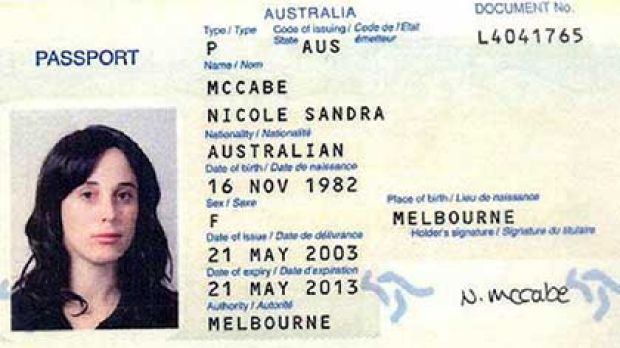 AUSTRALIA
DOCUMENT No.
Type / Type Code of issuing / Code de l'Etat
State émetteur
P AUS
L4041765
PASSPORT
Name / Nom
MCCABE
NICOLE SANDRA
Nationality / Nationalité
AUSTRALIAN
Date of birth / Date de naissance
16 NOV 1982
Sex / Sexe
Place of birth / Lieu de naissance
F
MELBOURNE
Date of issue / Date de délivrance
Holder's signature / Signature du titulaire
21 MAY 2003
Date of expiry / Date d'expiration
21 MAY 2013
N. mccabe
Authority / Autorité
MELBOURNE